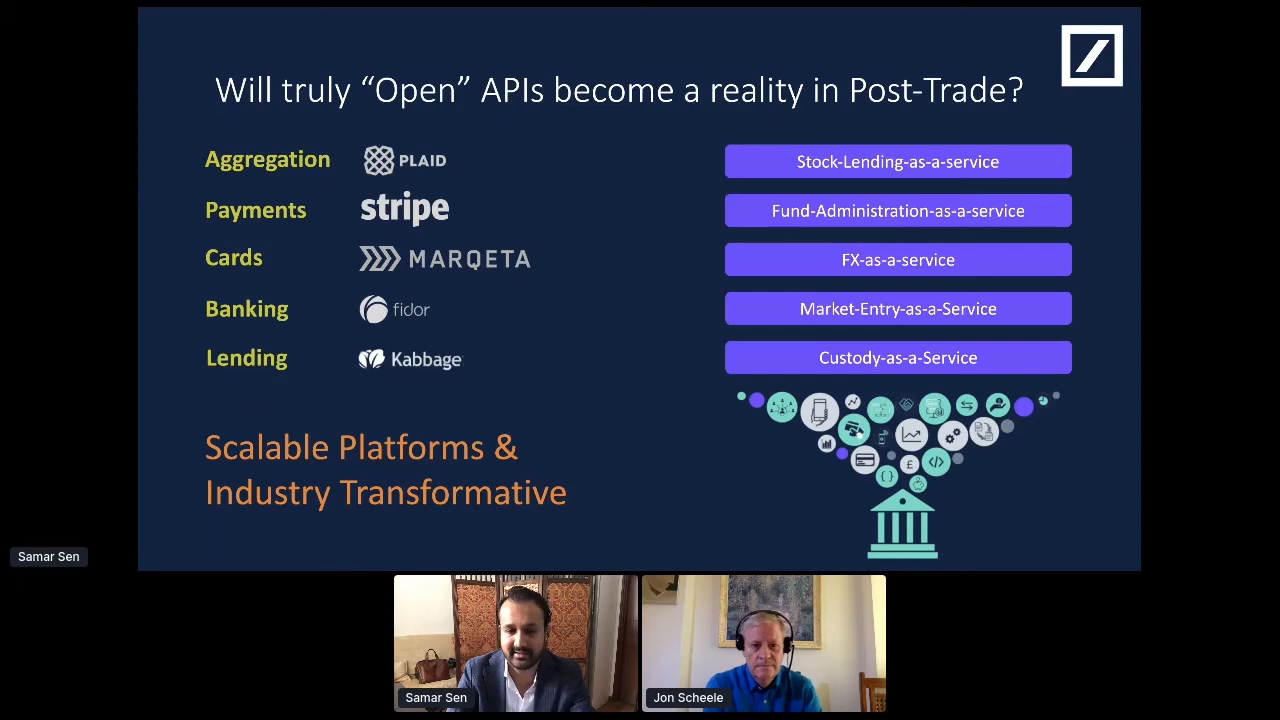 Will truly “Open” APIs become a reality in Post-Trade?
Aggregation
PLAID
Payments
stripe
Cards
MARQETA
Banking
fidor
Lending
Kabbage
Scalable Platforms &
Industry Transformative
Stock-Lending-as-a-service
Fund-Administration-as-a-service
FX-as-a-service
Market-Entry-as-a-Service
Custody-as-a-Service
£
</>
{ }
Samar Sen
Samar Sen
Jon Scheele